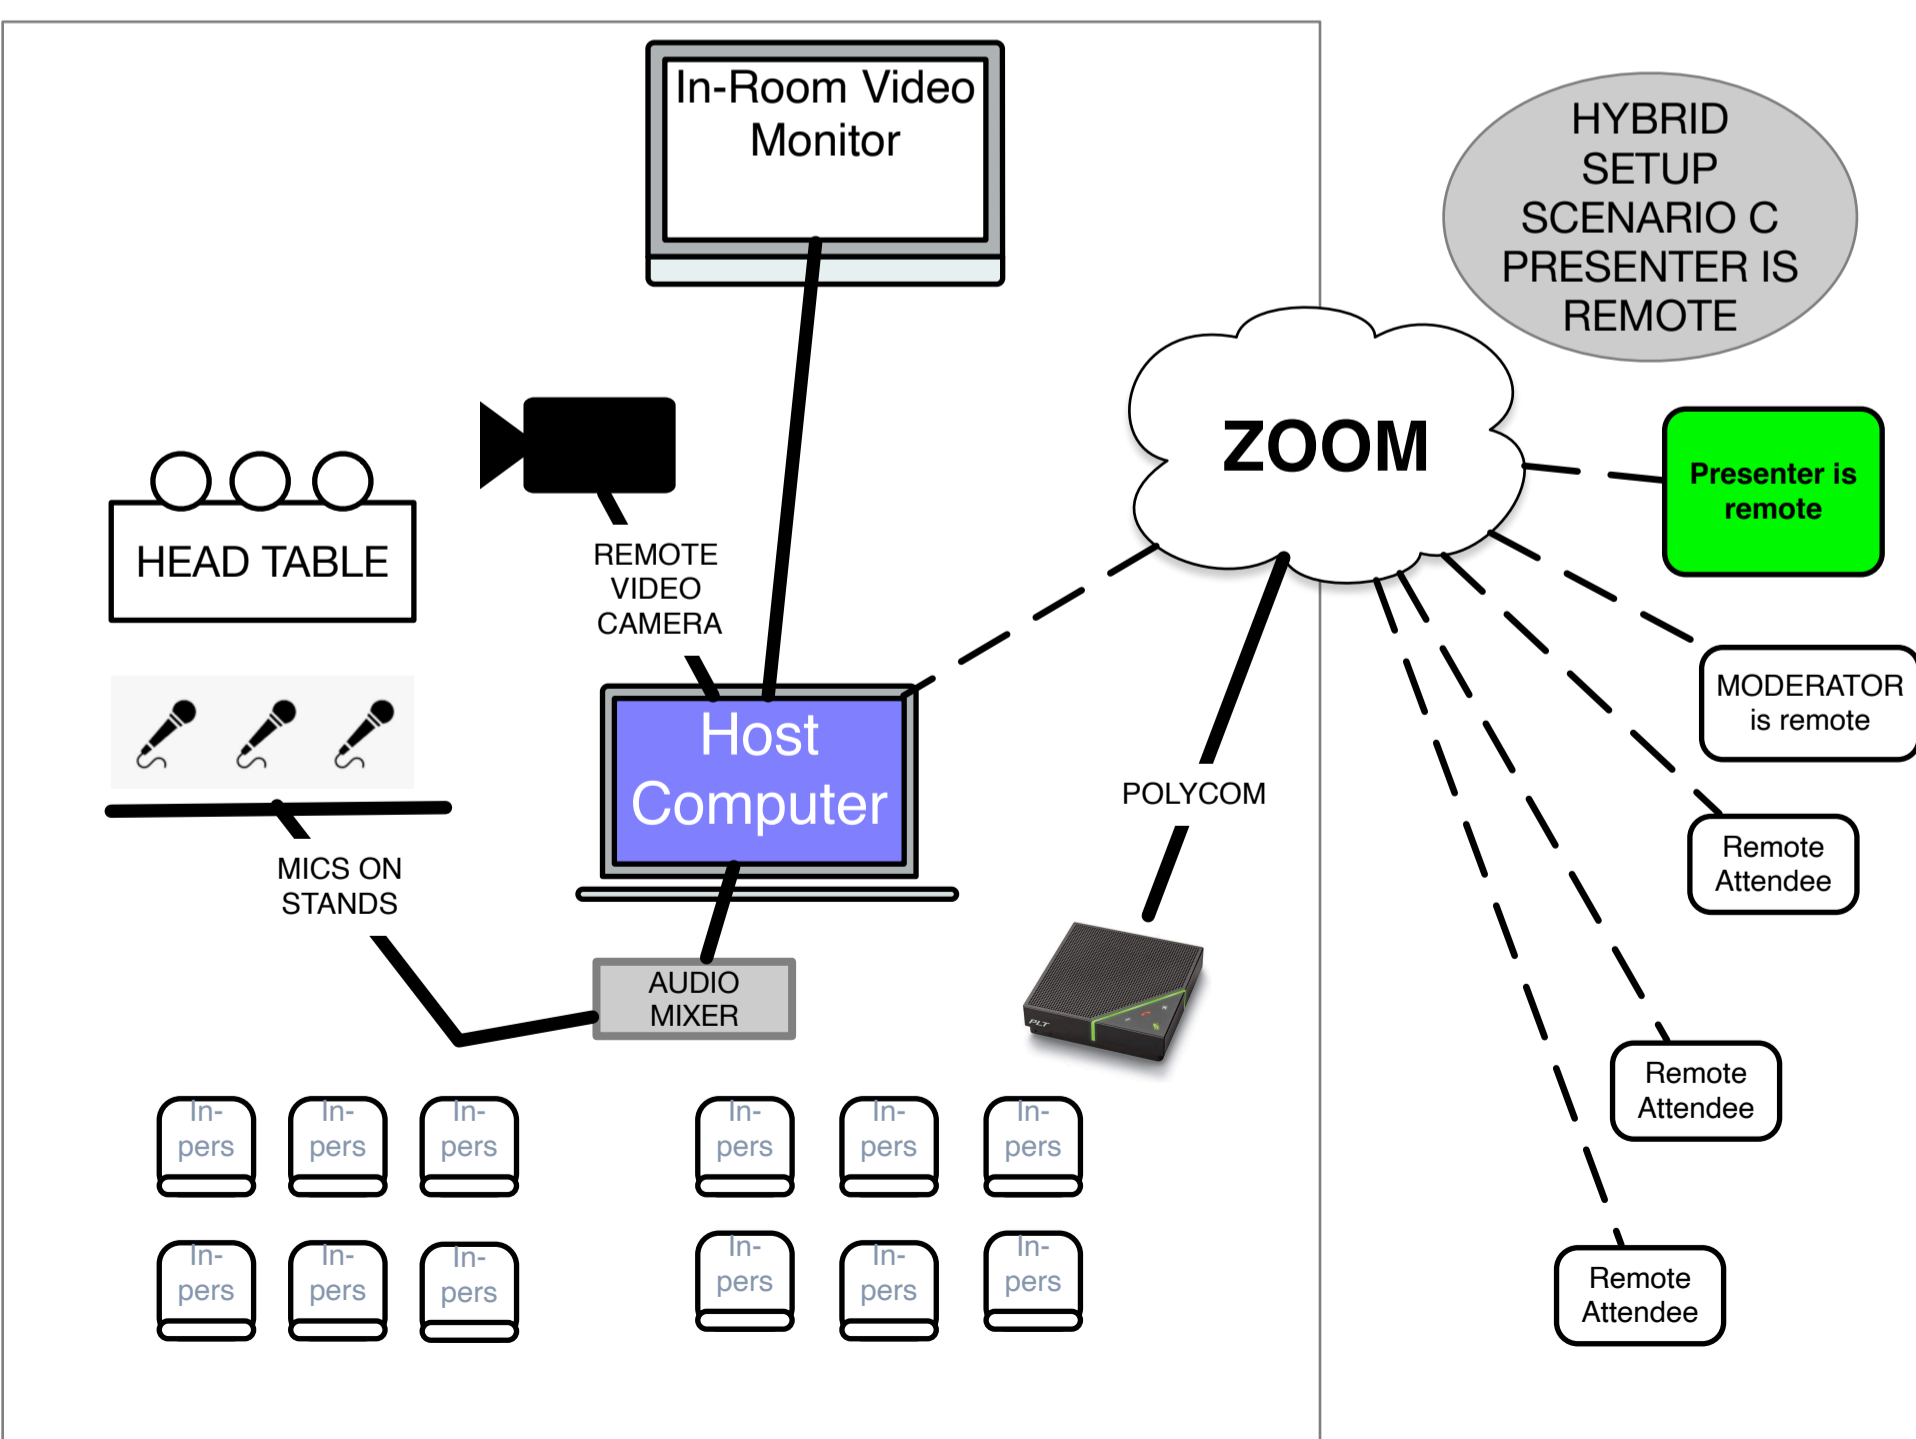 In-Room Video
Monitor
HYBRID
SETUP
SCENARIO C
PRESENTER IS
REMOTE
ZOOM
Presenter is
remote
HEAD TABLE
REMOTE
VIDEO
CAMERA
MODERATOR
is remote
Host
Computer
POLYCOM
MICS ON
STANDS
Remote
Attendee
AUDIO
MIXER
PLT
Remote
Attendee
In-
pers
In-
pers
In-
pers
In-
pers
In-
pers
In-
pers
In-
pers
In-
pers
In-
pers
In-
pers
In-
pers
In-
pers
Remote
Attendee